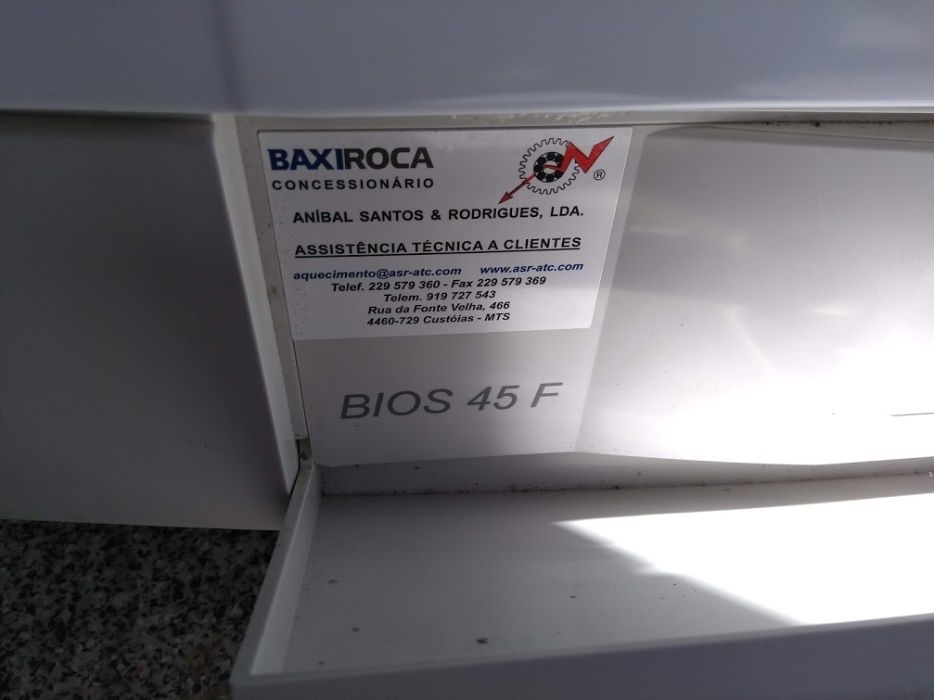 BAXIROCA
CONCESSIONÁRIO
®
ANÍBAL SANTOS & RODRIGUES, LDA.
ASSISTÊNCIA TÉCNICA A CLIENTES
aquecimento@asr-atc.com www.asr-atc.com
Telef. 229 579 360 - Fax 229 579 369
Telem. 919 727 543
Rua da Fonte Velha, 466
4460-729 Custóias - MTS
BIOS 45 F